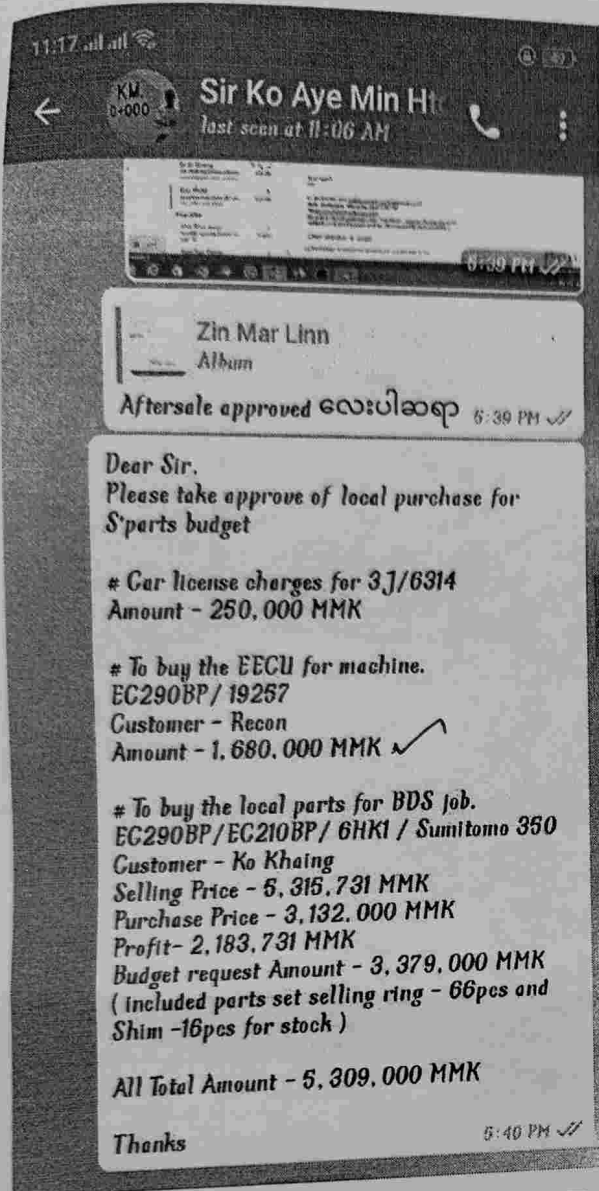 11:17
KM.
0+000
Sir Ko Aye Min Ht
last seen at 11:06 AM
5:39 PM
Zin Mar Linn
Album
Aftersale approved လေးပါဆရာ 5:39 PM
Dear Sir.
Please take approve of local purchase for
S'parts budget
# Car license charges for 3J/6314
Amount - 250,000 MMK
# To buy the EECU for machine.
EC290BP/ 19257
Customer - Recon
Amount - 1,680,000 MMK
# To buy the local parts for BDS job.
EC290BP/EC210BP/ 6HK1 / Sumitomo 350
Customer - Ko Khaing
Selling Price - 5,315,731 MMK
Purchase Price - 3,132,000 MMK
Profit- 2,183,731 MMK
Budget request Amount - 3,379,000 MMK
( included parts set selling ring - 66pcs and
Shim -16pcs for stock )
All Total Amount - 5,309,000 MMK
Thanks
5:40 PM